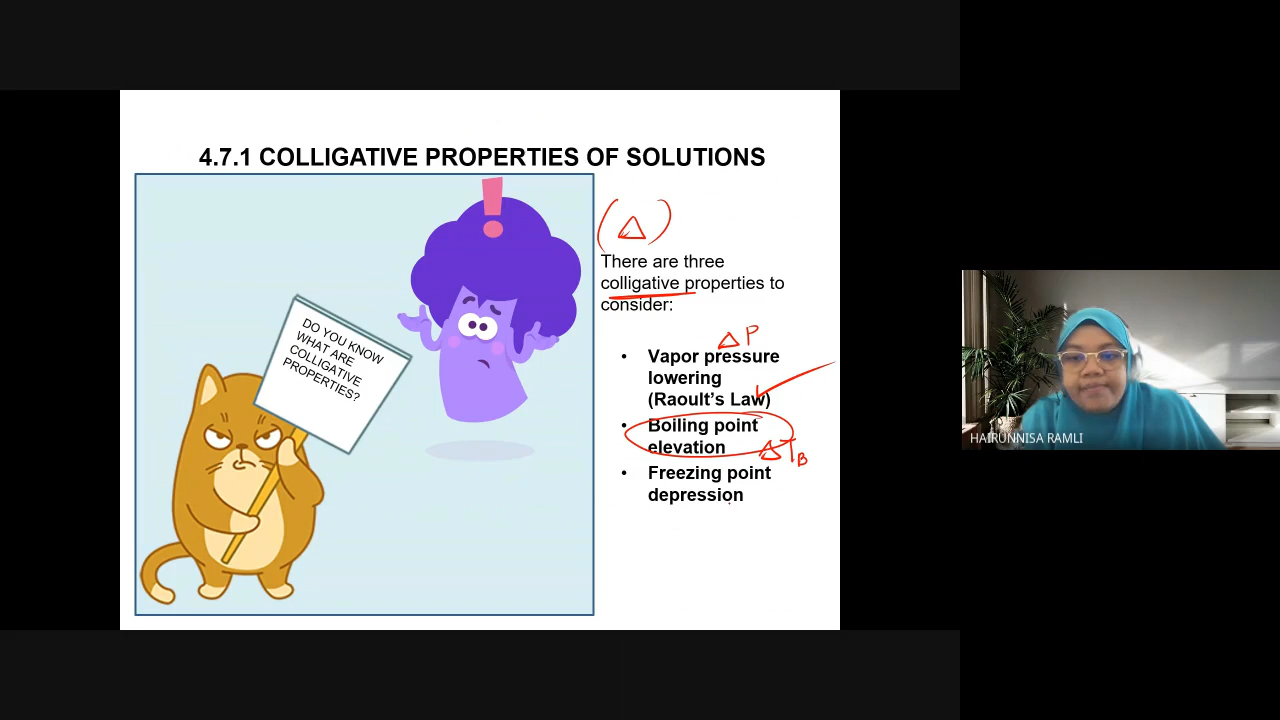 4.7.1 COLLIGATIVE PROPERTIES OF SOLUTIONS
DO YOU KNOW
WHAT ARE
COLLIGATIVE
PROPERTIES?
(Δ)
There are three
colligative properties to
consider:
ΔP
• Vapor pressure
lowering
(Raoult's Law)
• Boiling point
elevation
ΔTB
• Freezing point
depression
HAIRUNNISA RAMLI